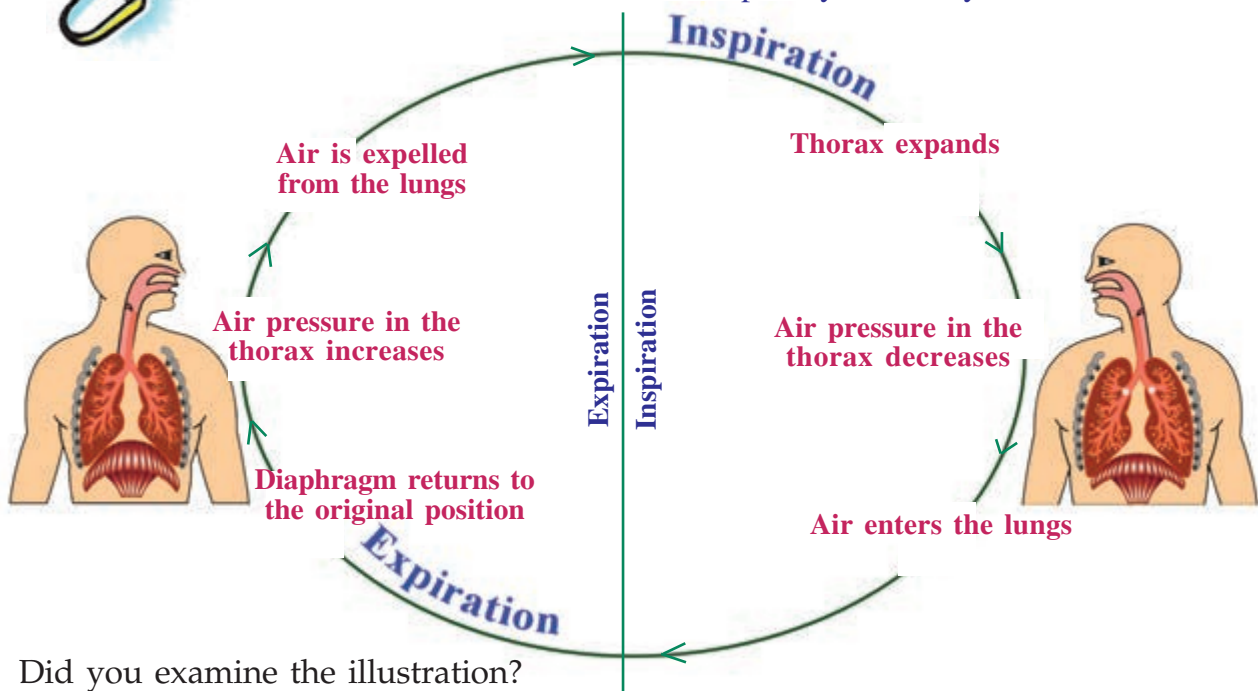 Inspiration
Thorax expands
Air pressure in the
thorax decreases
Air enters the lungs
Expiration
Diaphragm returns to
the original position
Air pressure in the
thorax increases
Air is expelled
from the lungs
Expiration
Inspiration
Did you examine the illustration?